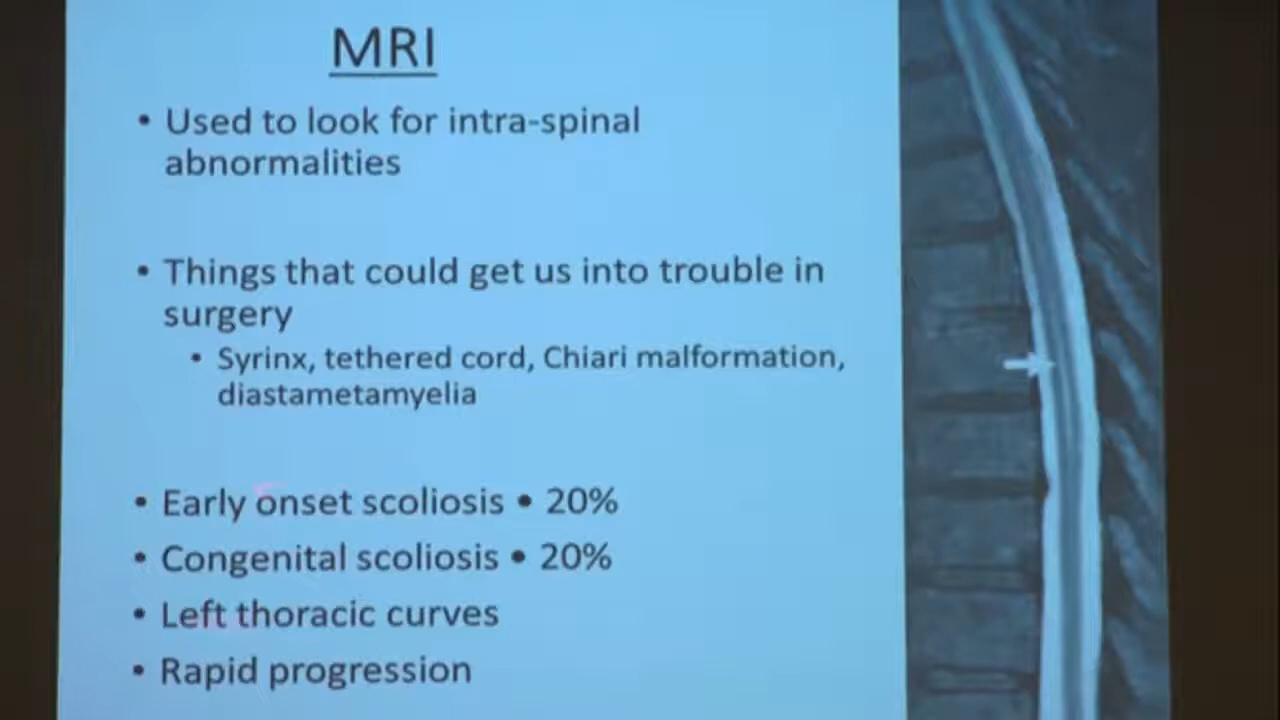 MRI
• Used to look for intra-spinal
abnormalities
• Things that could get us into trouble in
surgery
• Syrinx, tethered cord, Chiari malformation,
diastametamyelia
• Early onset scoliosis • 20%
• Congenital scoliosis • 20%
• Left thoracic curves
• Rapid progression